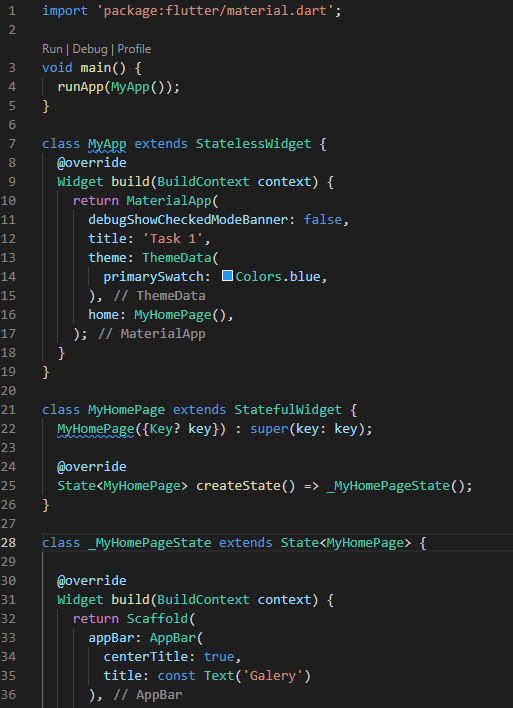 1 import 'package:flutter/material.dart';
2
Run | Debug | Profile
3 void main() {
4   runApp(MyApp());
5 }
6
7 class MyApp extends StatelessWidget {
8   @override
9   Widget build(BuildContext context) {
10     return MaterialApp(
11       debugShowCheckedModeBanner: false,
12       title: 'Task 1',
13       theme: ThemeData(
14         primarySwatch: Colors.blue,
15       ), // ThemeData
16       home: MyHomePage(),
17     ); // MaterialApp
18   }
19 }
20
21 class MyHomePage extends StatefulWidget {
22   MyHomePage({Key? key}) : super(key: key);
23
24   @override
25   State<MyHomePage> createState() => _MyHomePageState();
26 }
27
28 class _MyHomePageState extends State<MyHomePage> {
29
30   @override
31   Widget build(BuildContext context) {
32     return Scaffold(
33       appBar: AppBar(
34         centerTitle: true,
35         title: const Text('Galery')
36       ), // AppBar